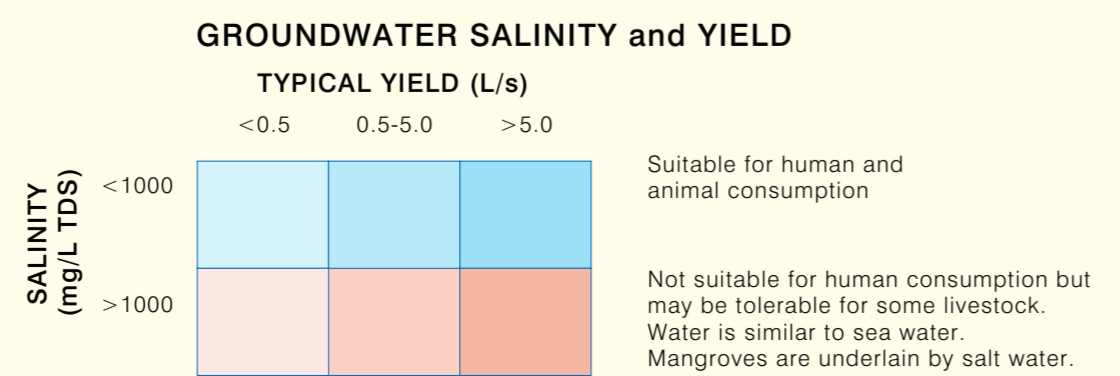 GROUNDWATER SALINITY and YIELD
TYPICAL YIELD (L/s)
<0.5 0.5-5.0 >5.0
SALINITY
(mg/L TDS)
<1000
Suitable for human and
animal consumption
>1000
Not suitable for human consumption but
may be tolerable for some livestock.
Water is similar to sea water.
Mangroves are underlain by salt water.